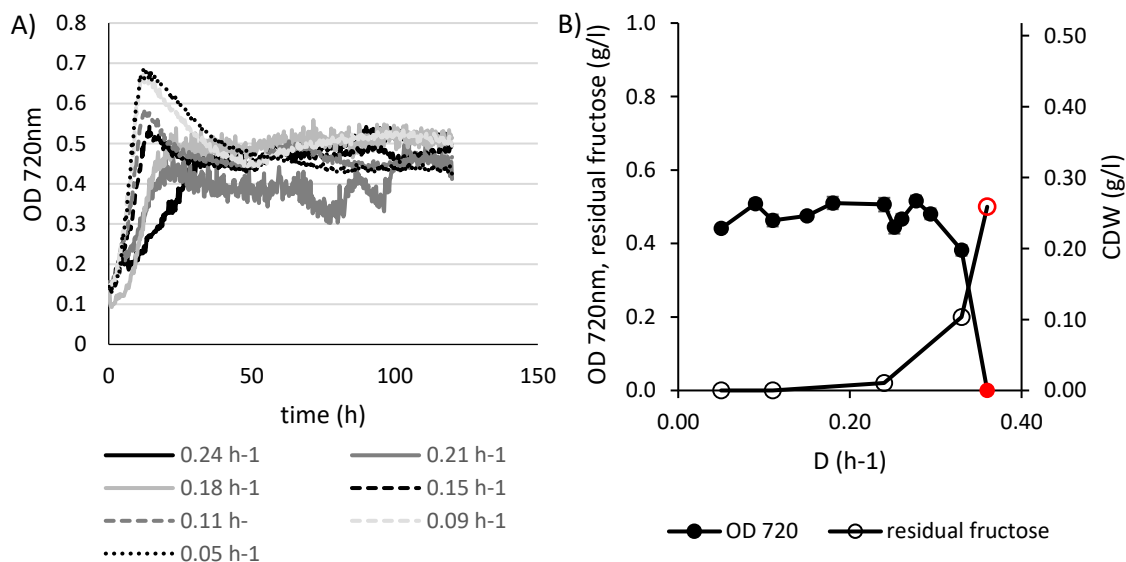 A)
0.8
0.7
0.6
0.5
0.4
0.3
0.2
0.1
0
OD 720nm
0 50 100 150
time (h)
0.24 h-1 0.21 h-1
0.18 h-1 0.15 h-1
0.11 h- 0.09 h-1
0.05 h-1
B)
1.0
0.8
0.6
0.4
0.2
0.0
OD 720nm, residual fructose (g/l)
0.50
0.40
0.30
0.20
0.10
0.00
CDW (g/l)
0.00 0.20 0.40
D (h-1)
OD 720 residual fructose